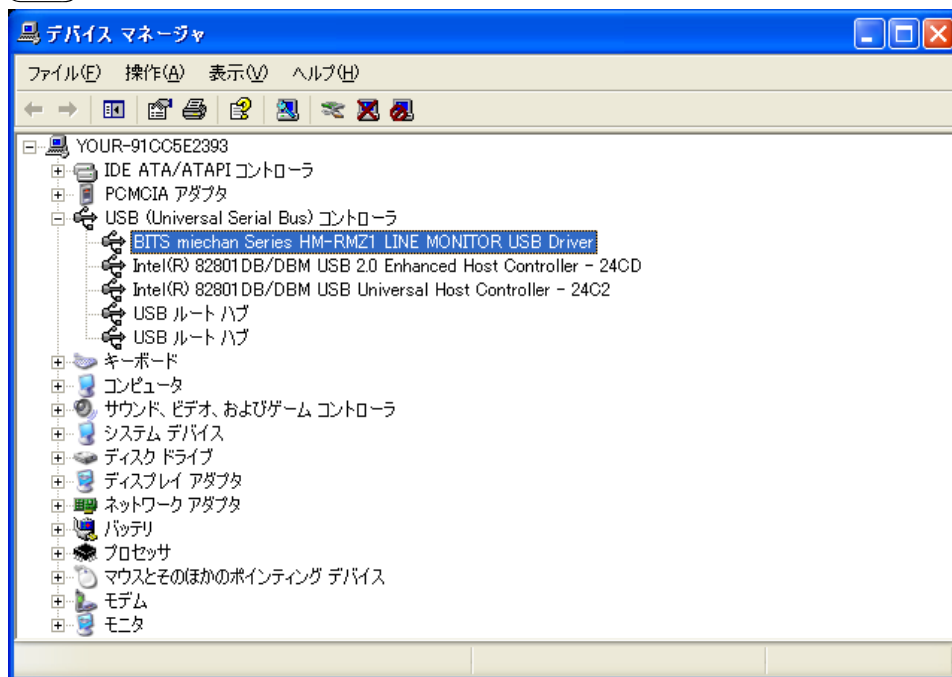 デバイス マネージャ
ファイル(F) 操作(A) 表示(V) ヘルプ(H)
YOUR-91CC5E2393
IDE ATA/ATAPI コントローラ
PCMCIA アダプタ
USB (Universal Serial Bus) コントローラ
BITS miechan Series HM-RMZ1 LINE MONITOR USB Driver
Intel(R) 82801DB/DBM USB 2.0 Enhanced Host Controller - 24CD
Intel(R) 82801DB/DBM USB Universal Host Controller - 24C2
USB ルート ハブ
USB ルート ハブ
キーボード
コンピュータ
サウンド、ビデオ、およびゲーム コントローラ
システム デバイス
ディスク ドライブ
ディスプレイ アダプタ
ネットワーク アダプタ
バッテリ
プロセッサ
マウスとそのほかのポインティング デバイス
モデム
モニタ